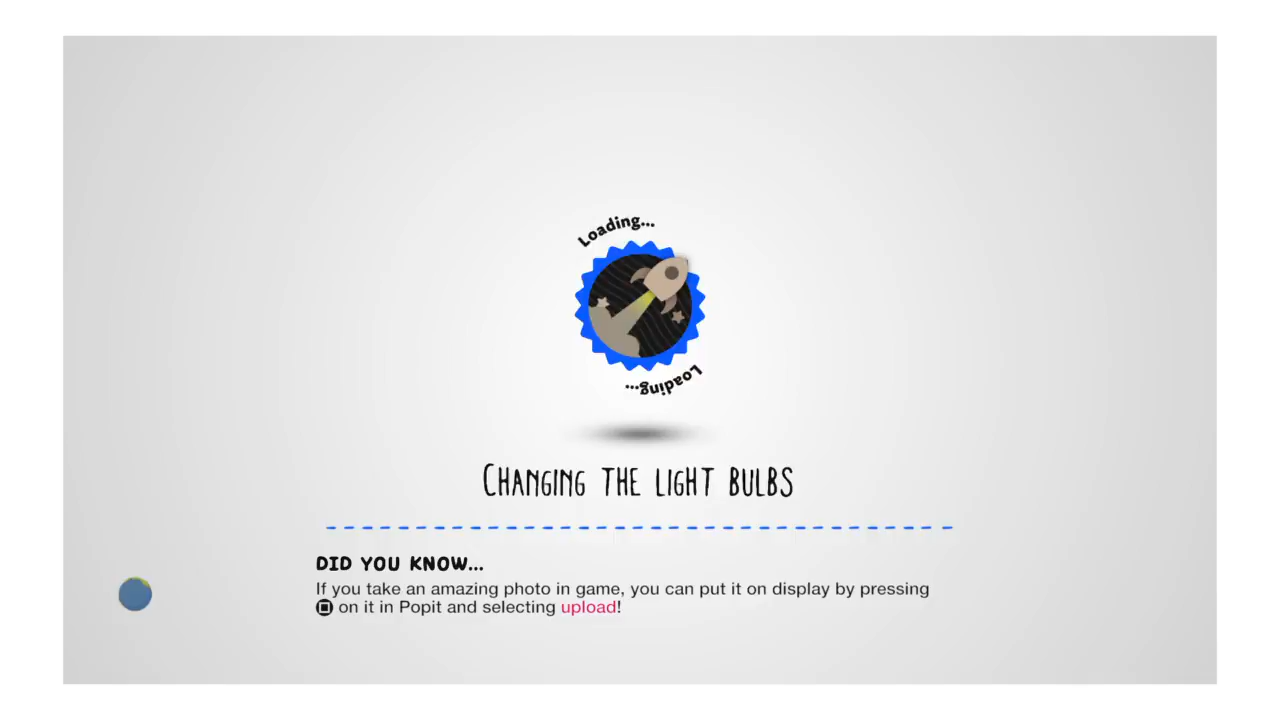 Loading...
Loading...
CHANGING THE LIGHT BULBS
DID YOU KNOW...
If you take an amazing photo in game, you can put it on display by pressing
on it in Popit and selecting upload!